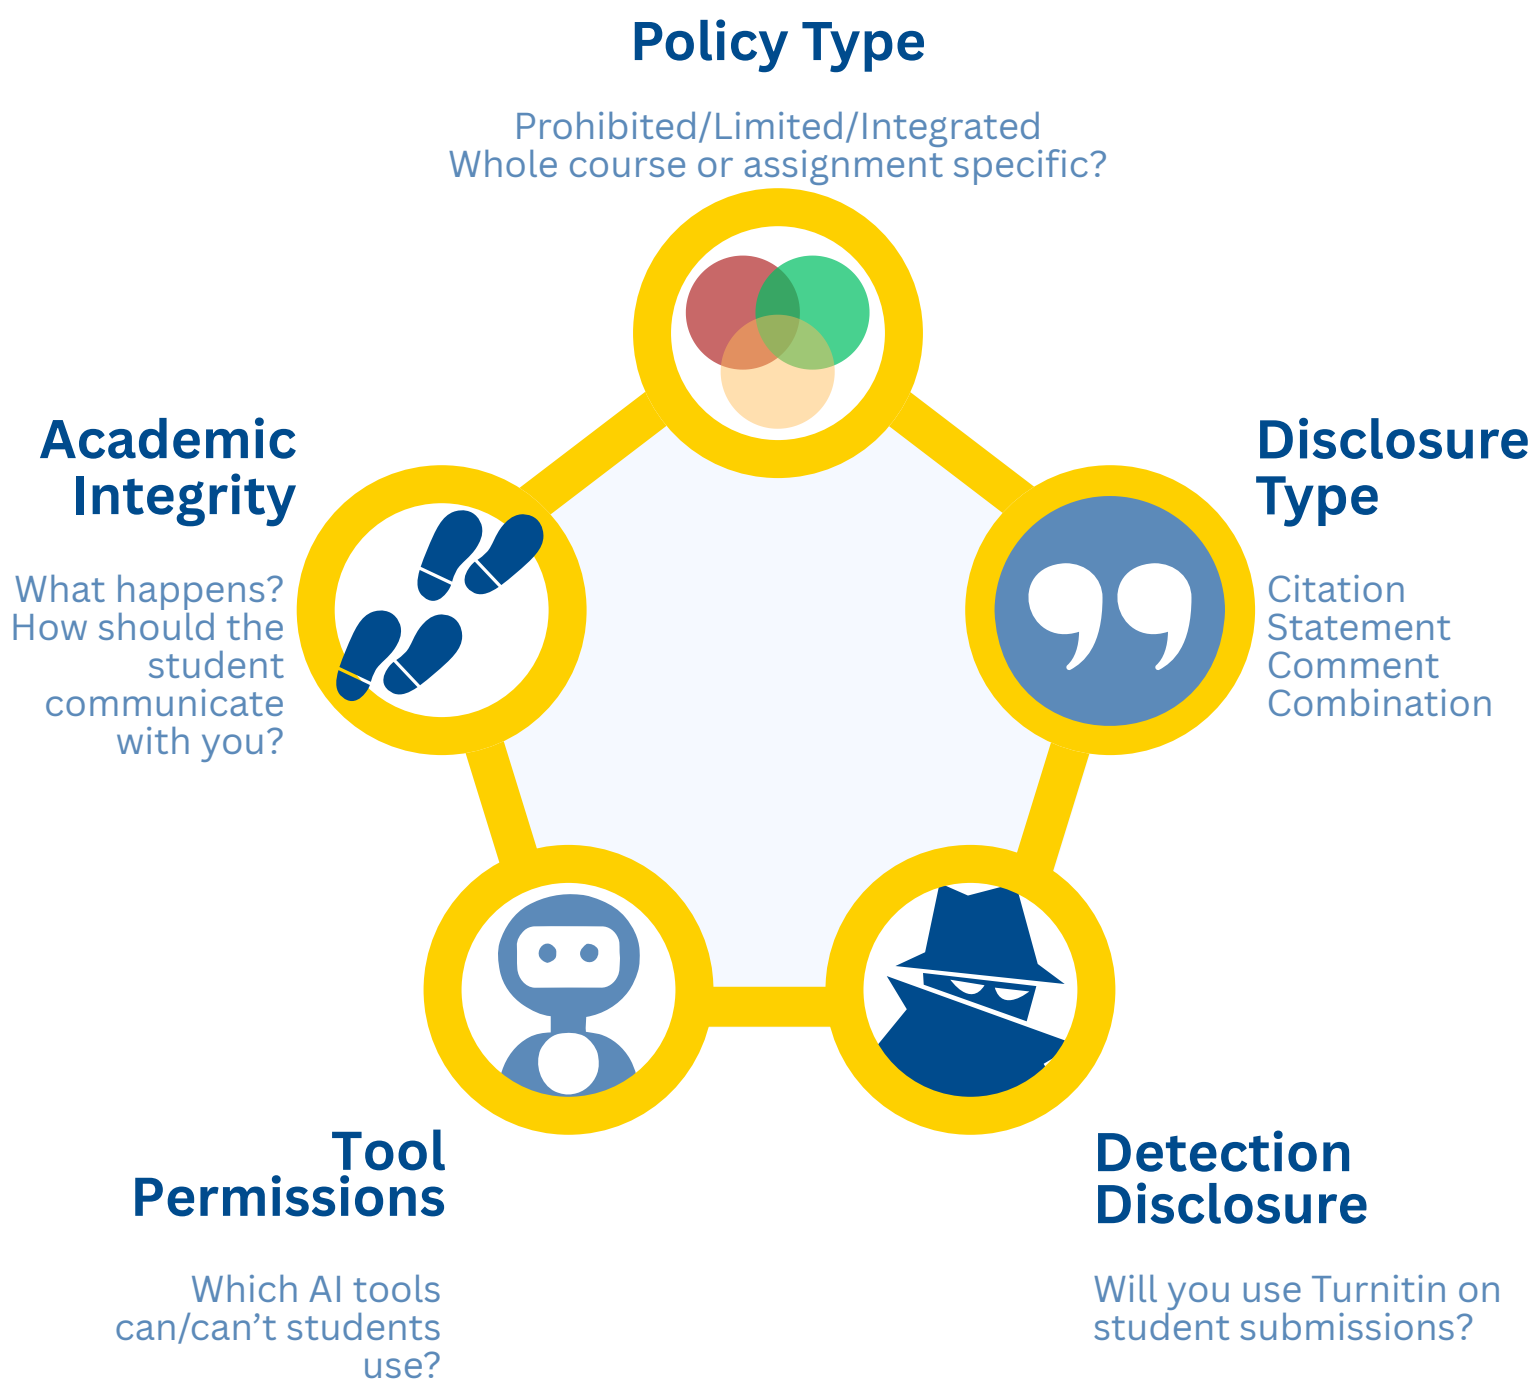 Policy Type
Prohibited/Limited/Integrated
Whole course or assignment specific?
Academic
Integrity
What happens?
How should the
student
communicate
with you?
Disclosure
Type
Citation
Statement
Comment
Combination
Tool
Permissions
Which AI tools
can/can’t students
use?
Detection
Disclosure
Will you use Turnitin on
student submissions?